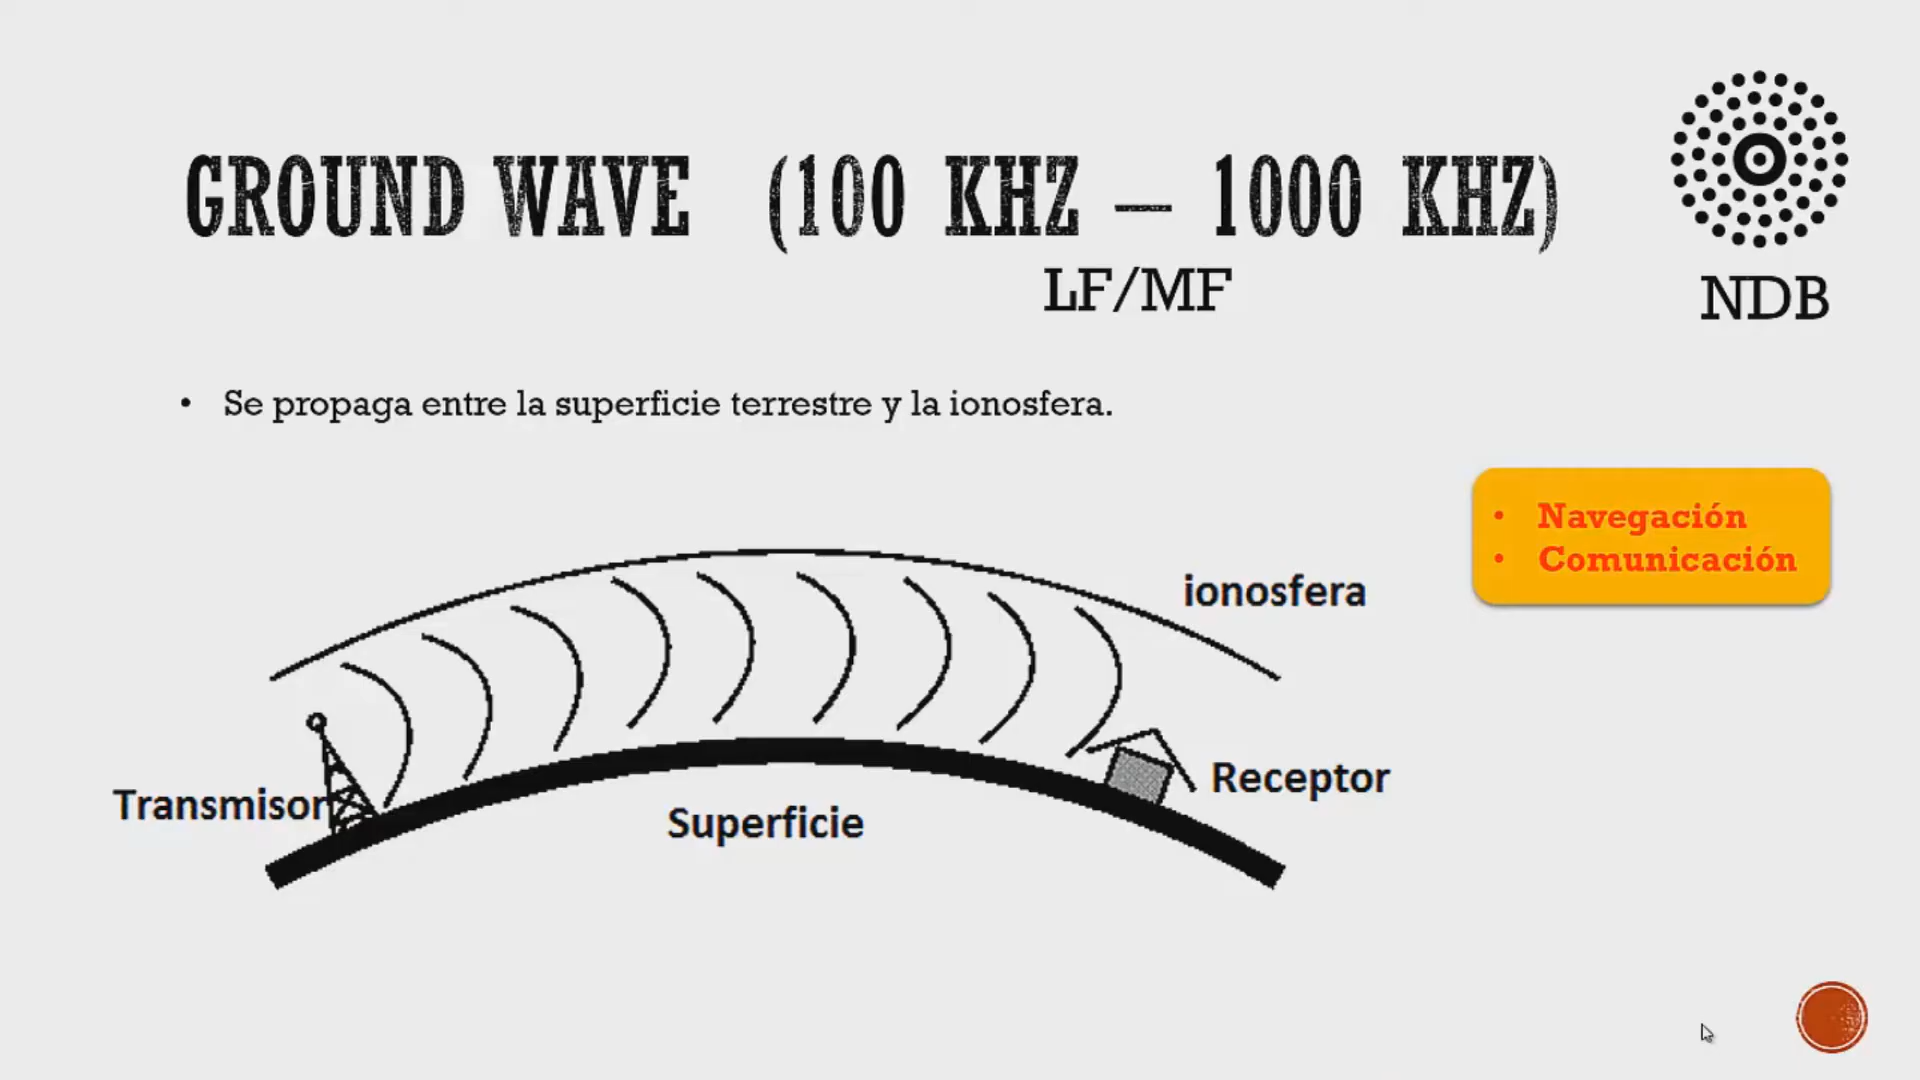 GROUND WAVE (100 KHZ – 1000 KHZ)
LF/MF
NDB
• Se propaga entre la superficie terrestre y la ionosfera.
• Navegación
• Comunicación
ionosfera
Transmisor
Receptor
Superficie